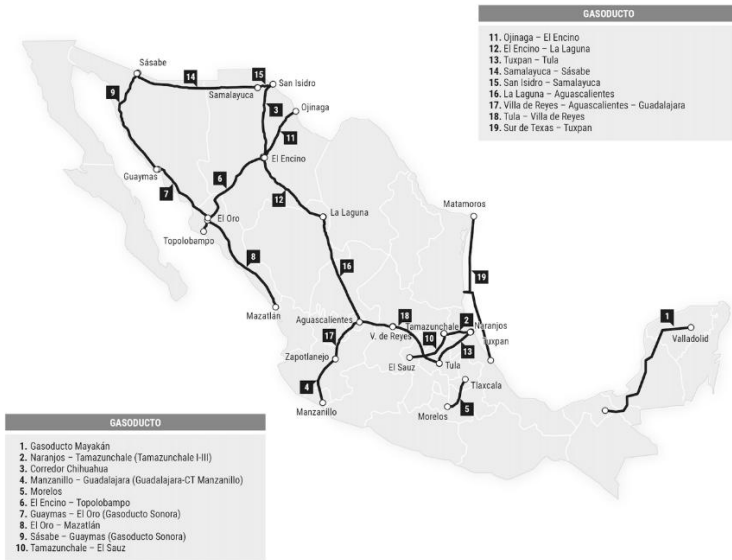 GASODUCTO
11. Ojinaga – El Encino
12. El Encino – La Laguna
13. Tuxpan – Tula
14. Samalayuca – Sásabe
15. San Isidro – Samalayuca
16. La Laguna – Aguascalientes
17. Villa de Reyes – Aguascalientes – Guadalajara
18. Tula – Villa de Reyes
19. Sur de Texas – Tuxpan
Sásabe
14
15
San Isidro
Samalayuca
9
3
Ojinaga
11
El Encino
Guaymas
7
6
12
El Oro
Topolobampo
La Laguna
Matamoros
8
16
19
Mazatlán
Aguascalientes
18
V. de Reyes
Tamazunchale
2
Naranjos
1
Valladolid
17
10
13
Tuxpan
Zapotlanejo
El Sauz
Tula
4
Tlaxcala
Manzanillo
Morelos
5
GASODUCTO
1. Gasoducto Mayakán
2. Naranjos – Tamazunchale (Tamazunchale I-III)
3. Corredor Chihuahua
4. Manzanillo – Guadalajara (Guadalajara-CT Manzanillo)
5. Morelos
6. El Encino – Topolobampo
7. Guaymas – El Oro (Gasoducto Sonora)
8. El Oro – Mazatlán
9. Sásabe – Guaymas (Gasoducto Sonora)
10. Tamazunchale – El Sauz